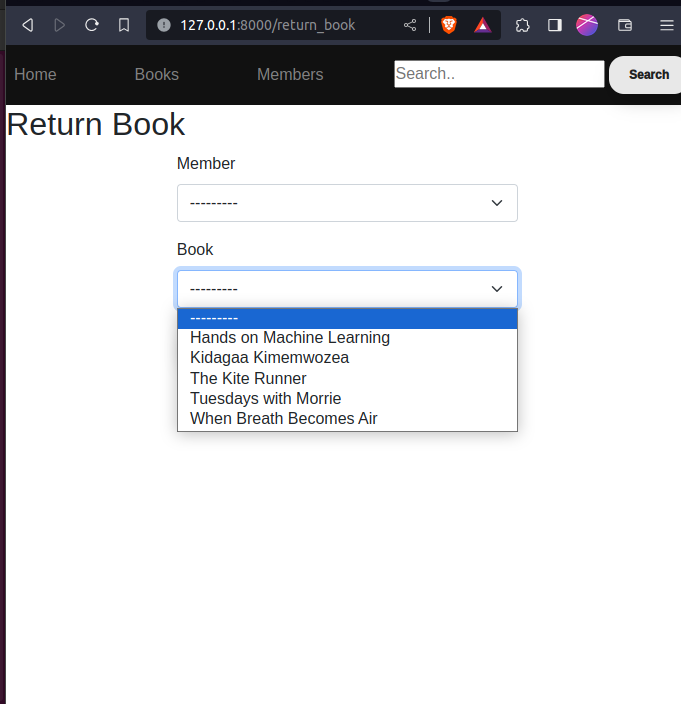 127.0.0.1:8000/return_book
Home Books Members Search.. Search
Return Book
Member
---------
Book
---------
---------
Hands on Machine Learning
Kidagaa Kimemwozea
The Kite Runner
Tuesdays with Morrie
When Breath Becomes Air